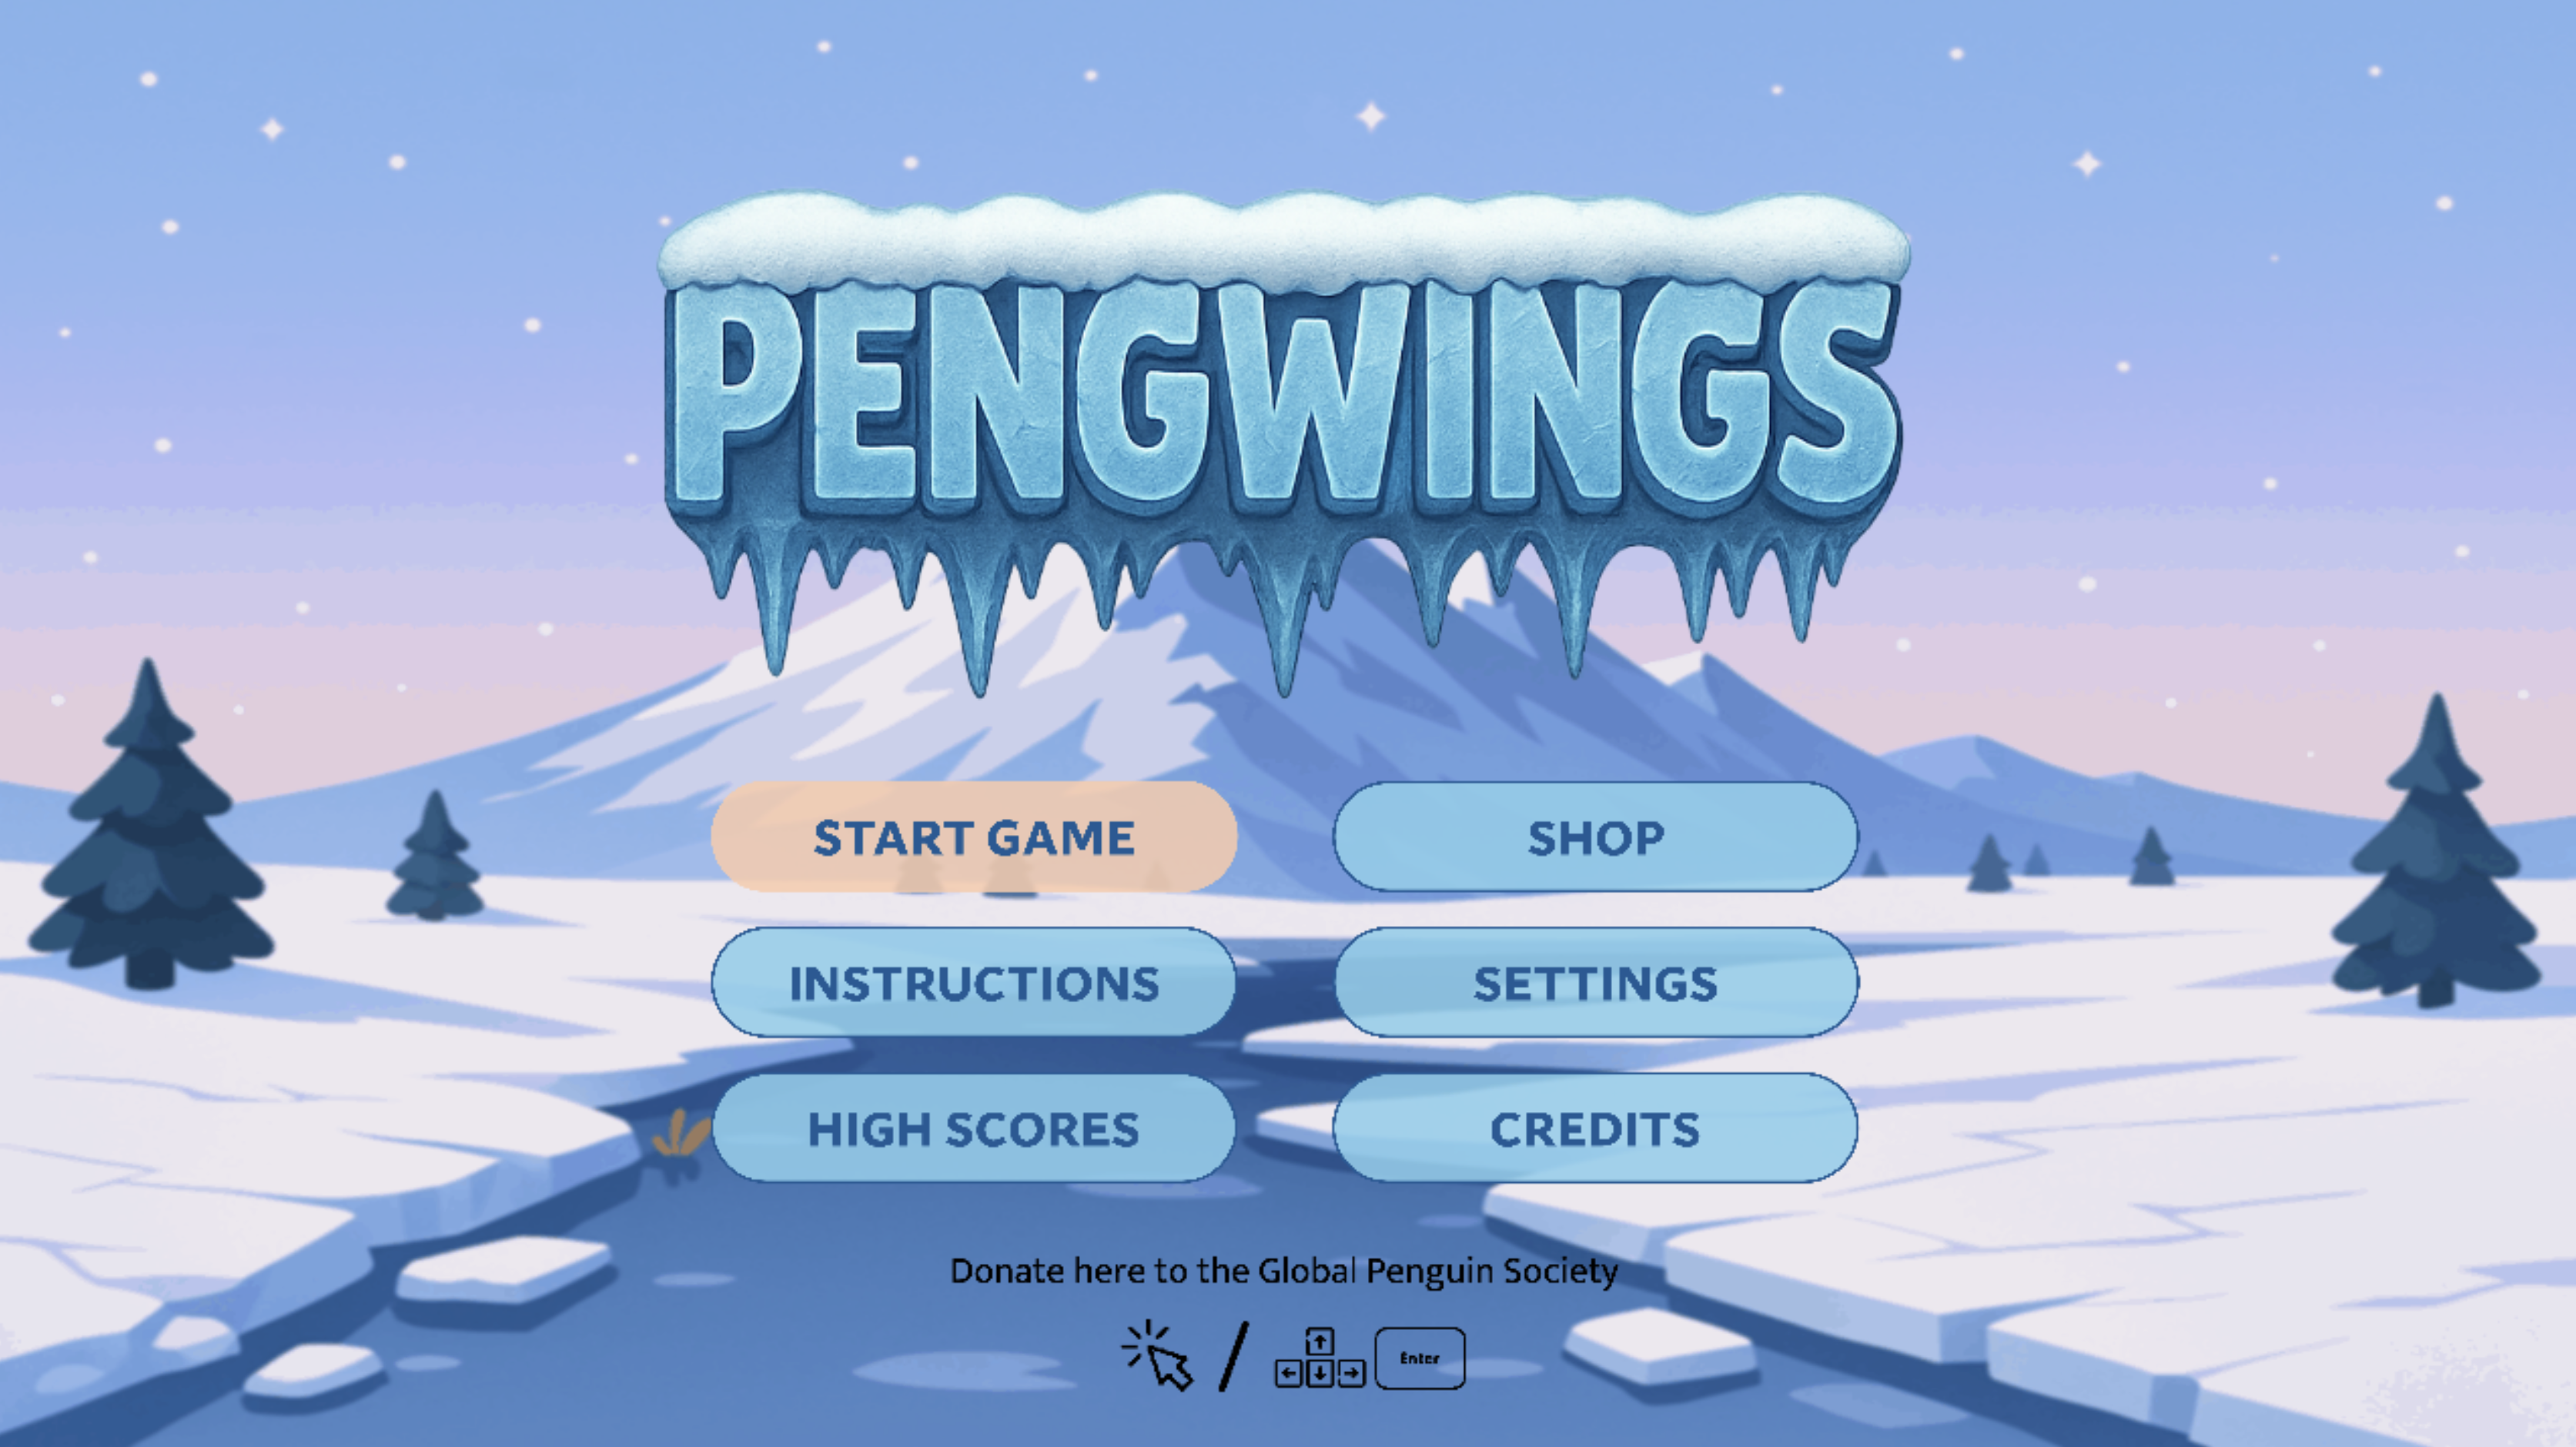 PENGWINGS
START GAME
SHOP
INSTRUCTIONS
SETTINGS
HIGH SCORES
CREDITS
Donate here to the Global Penguin Society
Enter